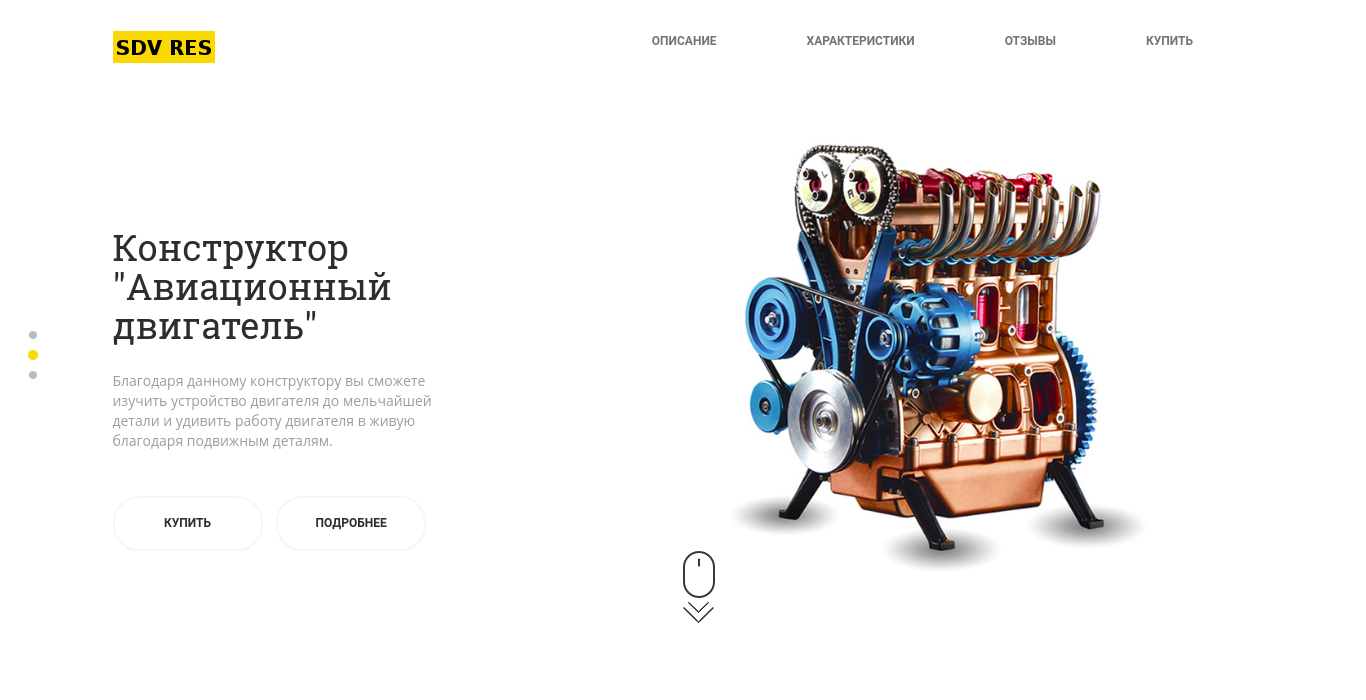 SDV RES
ОПИСАНИЕ
ХАРАКТЕРИСТИКИ
ОТЗЫВЫ
КУПИТЬ
Конструктор
"Авиационный
двигатель"
Благодаря данному конструктору вы сможете
изучить устройство двигателя до мельчайшей
детали и удивить работу двигателя в живую
благодаря подвижным деталям.
КУПИТЬ
ПОДРОБНЕЕ